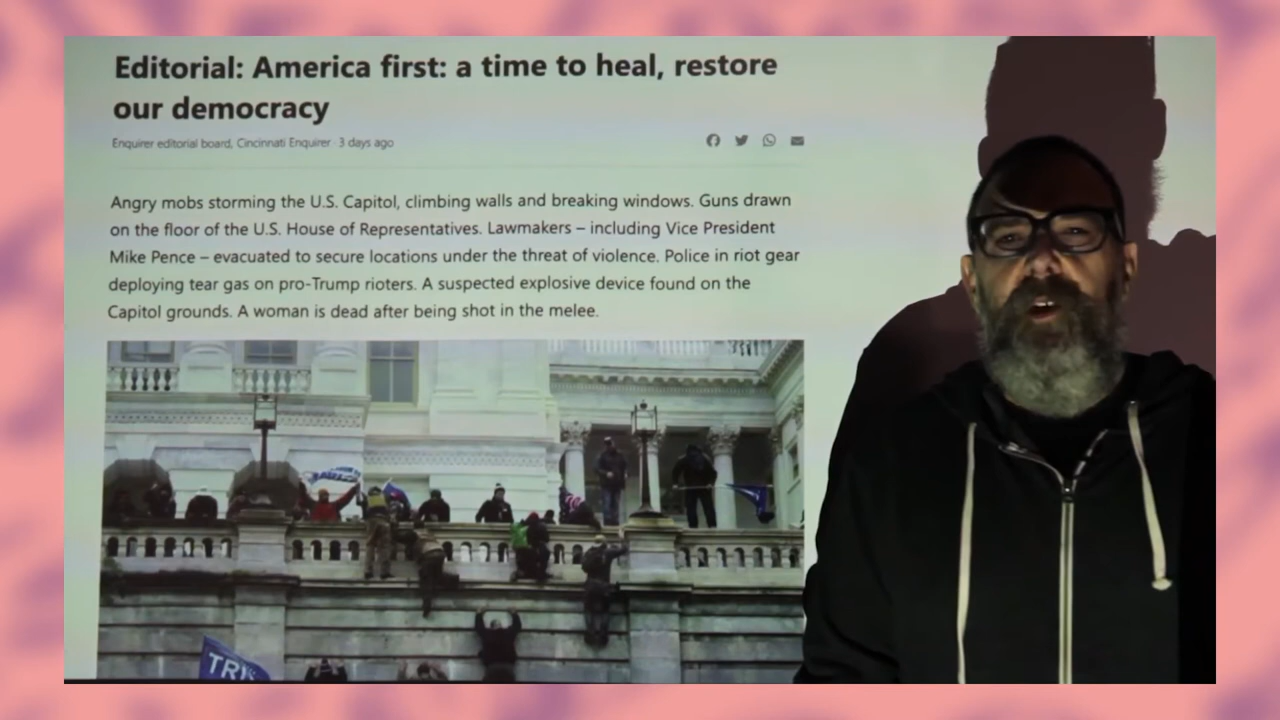 Editorial: America first: a time to heal, restore
our democracy
Enquirer editorial board, Cincinnati Enquirer 3 days ago
Angry mobs storming the U.S. Capitol, climbing walls and breaking windows. Guns drawn
on the floor of the U.S. House of Representatives. Lawmakers – including Vice President
Mike Pence – evacuated to secure locations under the threat of violence. Police in riot gear
deploying tear gas on pro-Trump rioters. A suspected explosive device found on the
Capitol grounds. A woman is dead after being shot in the melee.